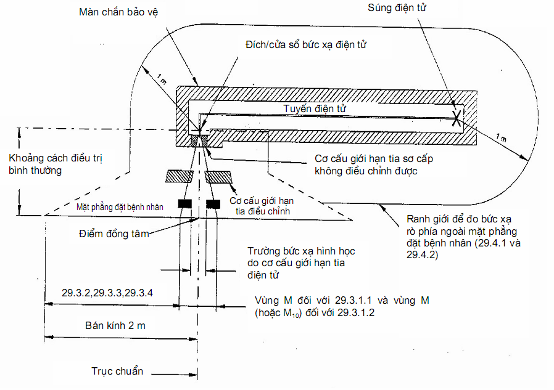 Màn chắn bảo vệ
Súng điện tử
Đích/cửa sổ bức xạ điện tử
1 m
Tuyến điện tử
1 m
Khoảng cách điều trị
bình thường
Cơ cấu giới hạn tia sơ cấp
không điều chỉnh được
Mặt phẳng đặt bệnh nhân
Cơ cấu giới hạn
tia điều chỉnh
Điểm đồng tâm
Ranh giới để đo bức xạ
rò phía ngoài mặt phẳng
đặt bệnh nhân (29.4.1 và
29.4.2)
Trường bức xạ hình học
do cơ cấu giới hạn tia
điện tử
29.3.2,29.3.3,29.3.4
Vùng M đối với 29.3.1.1 và vùng M
(hoặc M10) đối với 29.3.1.2
Bán kính 2 m
Trục chuẩn